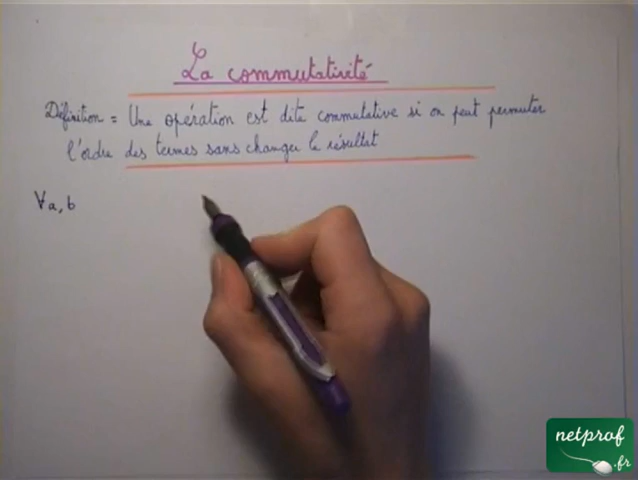 La commutativité
Définition = Une opération est dite commutative si on peut permuter
l'ordre des termes sans changer le résultat
∀a, b
netprof
.fr